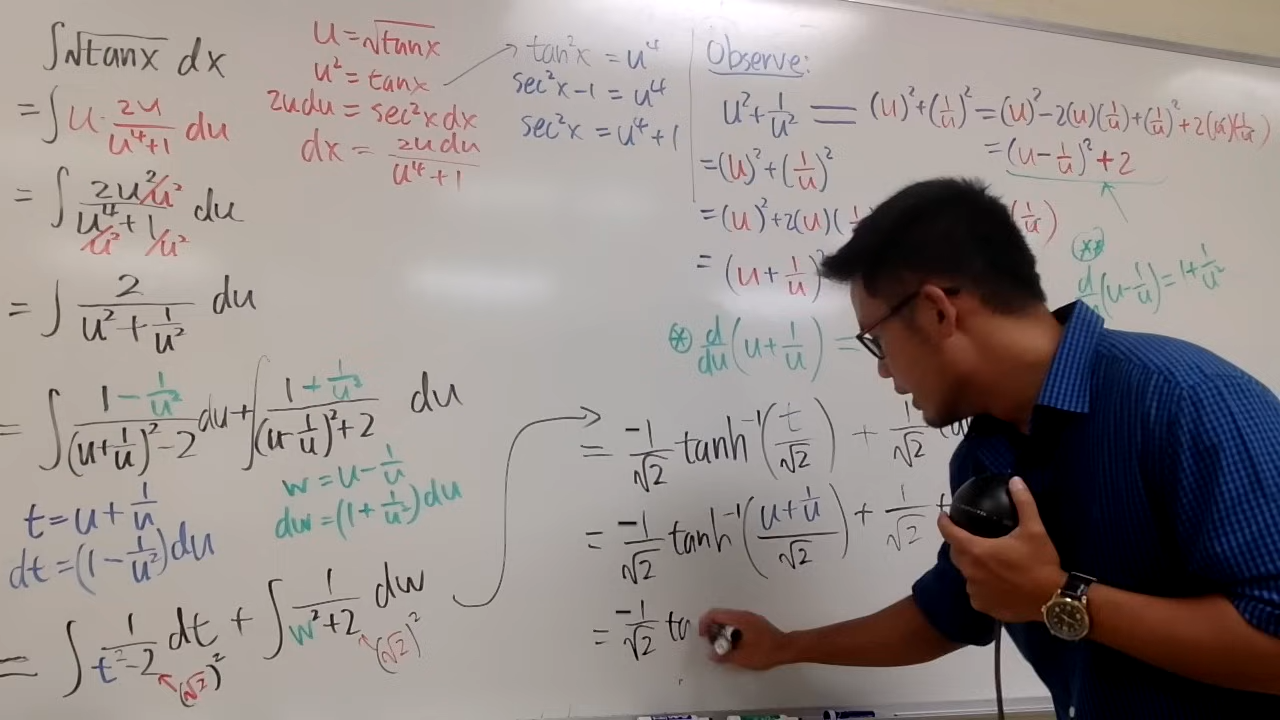 ∫√tanx dx
= ∫ u · 2u/(u⁴+1) du
= ∫ (2u²/u²)/(u⁴/u² + 1/u²) du
= ∫ 2/(u² + 1/u²) du
= ∫ (1 - 1/u²)/((u + 1/u)² - 2) du + ∫ (1 + 1/u²)/((u - 1/u)² + 2) du
t = u + 1/u
dt = (1 - 1/u²) du
w = u - 1/u
dw = (1 + 1/u²) du
= ∫ 1/(t² - 2) dt + ∫ 1/(w² + 2) dw
(√2)² (√2)²
u = √tanx
u² = tanx
2udu = sec²x dx
dx = 2u du/(u⁴+1)
tan²x = u⁴
sec²x - 1 = u⁴
sec²x = u⁴ + 1
Observe:
u² + 1/u² = (u)² + (1/u)² = (u)² - 2(u)(1/u) + (1/u)² + 2(u)(1/u)
= (u - 1/u)² + 2
= (u)² + (1/u)²
= (u)² + 2(u)( (1/u)
= (u + 1/u)²
(**)
(u - 1/u) = 1 + 1/u²
(*) d/du (u + 1/u) =
= -1/√2 tanh⁻¹(t/√2) + 1/√2
= -1/√2 tanh⁻¹((u + 1/u)/√2) + 1/√2
= -1/√2 ta